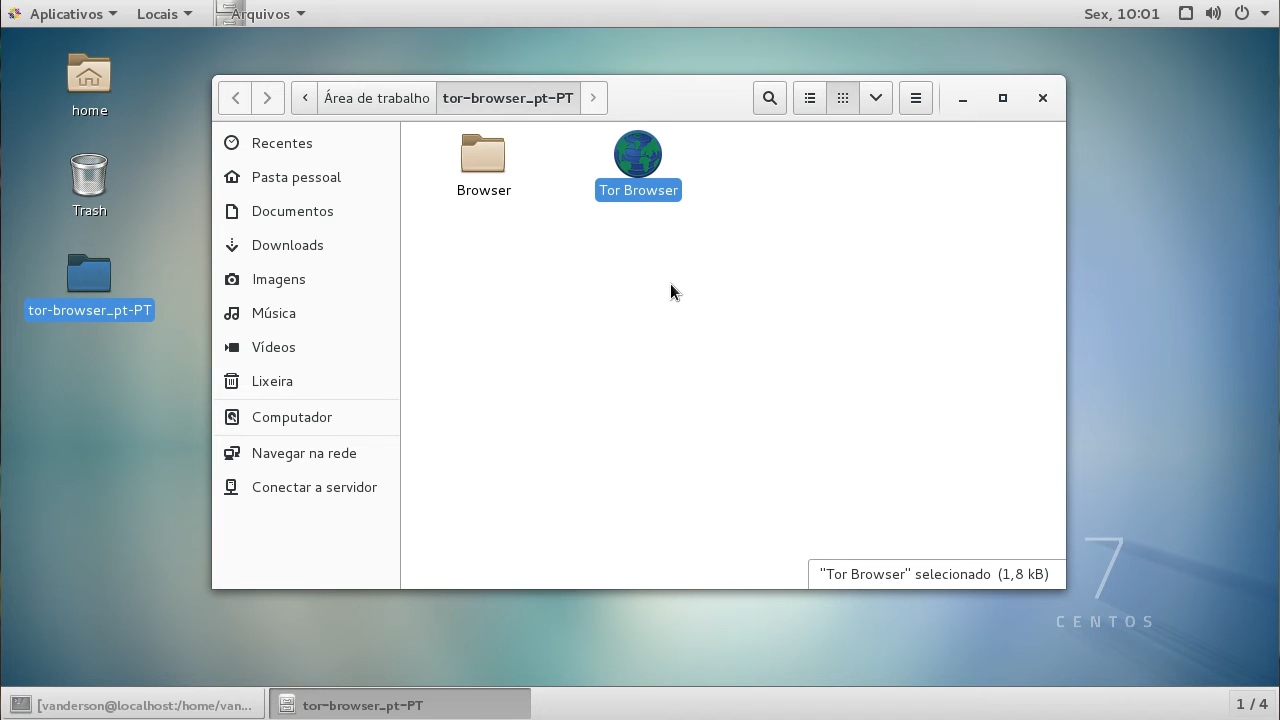 Aplicativos
Locais
Arquivos
Sex, 10:01
home
Trash
tor-browser_pt-PT
Área de trabalho
tor-browser_pt-PT
Recentes
Pasta pessoal
Documentos
Downloads
Imagens
Música
Vídeos
Lixeira
Computador
Navegar na rede
Conectar a servidor
Browser
Tor Browser
"Tor Browser" selecionado (1,8 kB)
7
CENTOS
[vanderson@localhost:/home/van...
tor-browser_pt-PT
1 / 4